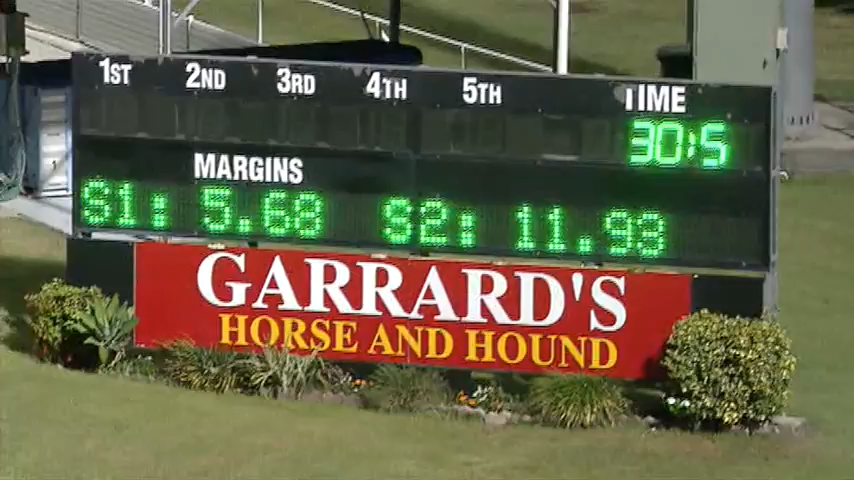 1ST 2ND 3RD 4TH 5TH TIME
30:5
MARGINS
S1: 5.68 S2: 11.93
GARRARD'S
HORSE AND HOUND